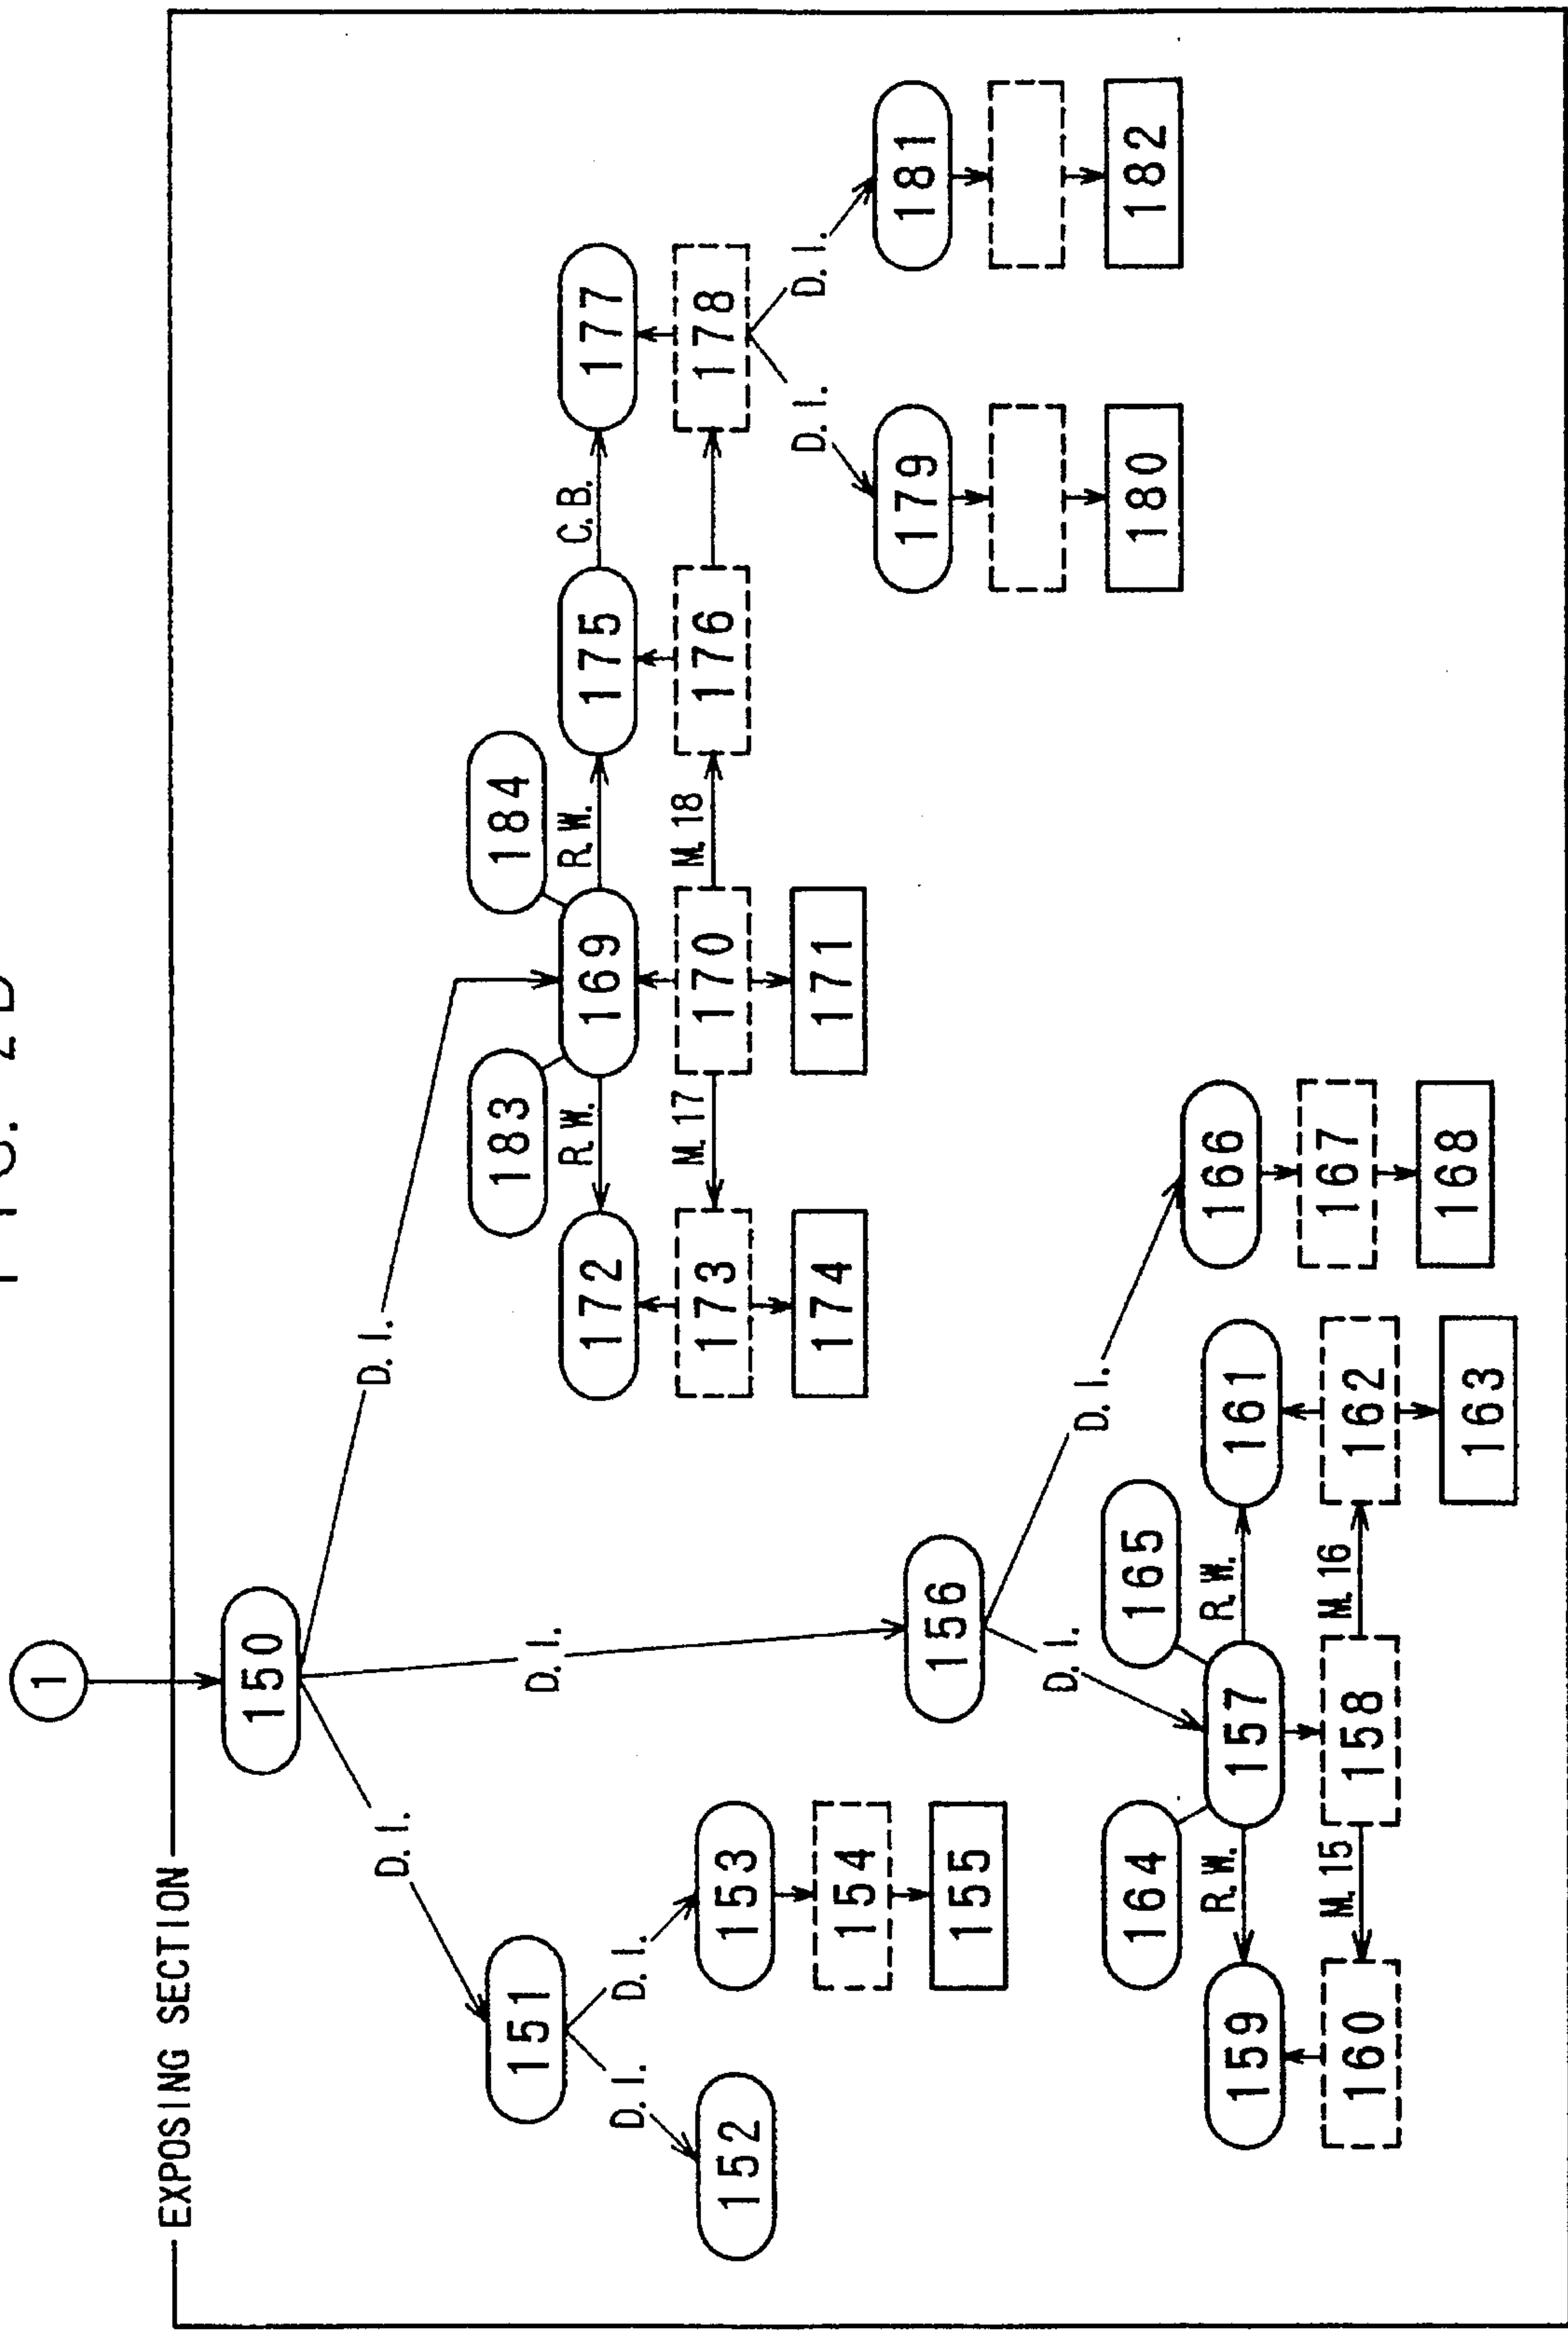 1
EXPOSING SECTION
150
D. I.
D. I.
D. I.
183
184
151
R.W.
169
R.W.
175
C.B.
177
172
D. I.
D. I.
173
M.17
170
M.18
176
178
152
153
174
171
D. I.
D. I.
154
179
181
155
156
D. I.
D. I.
164
165
180
182
159
R.W.
157
R.W.
161
166
160
M.15
158
M.16
162
167
163
168